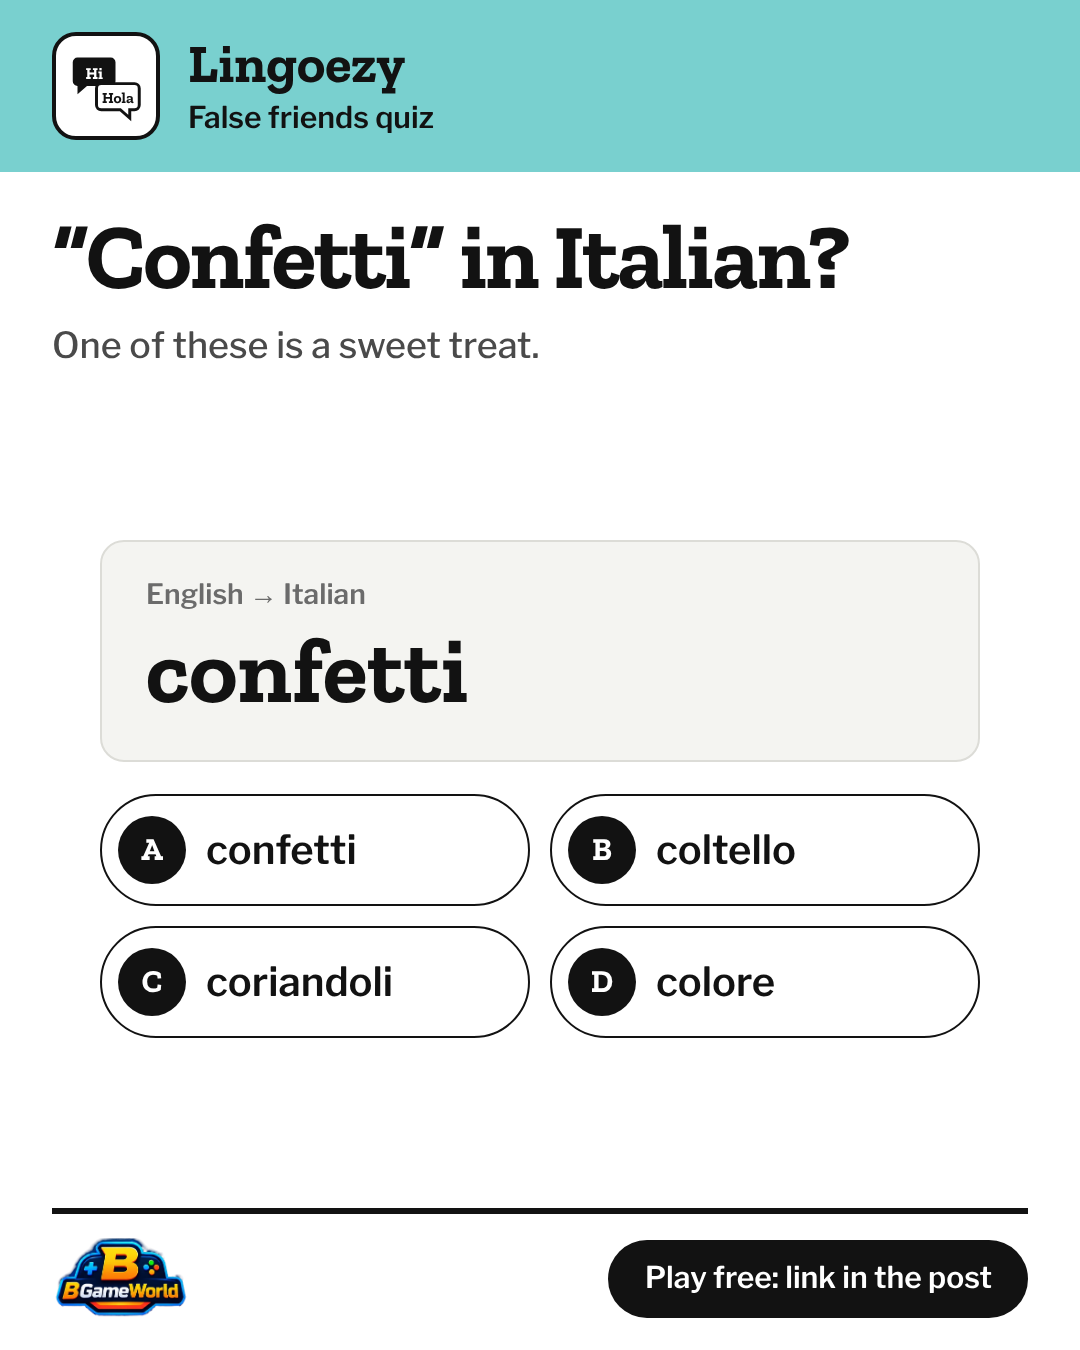 Hi
Hola
Lingoezy
False friends quiz
"Confetti" in Italian?
One of these is a sweet treat.
English → Italian
confetti
A confetti
B coltello
C coriandoli
D colore
B
BGameWorld
Play free: link in the post